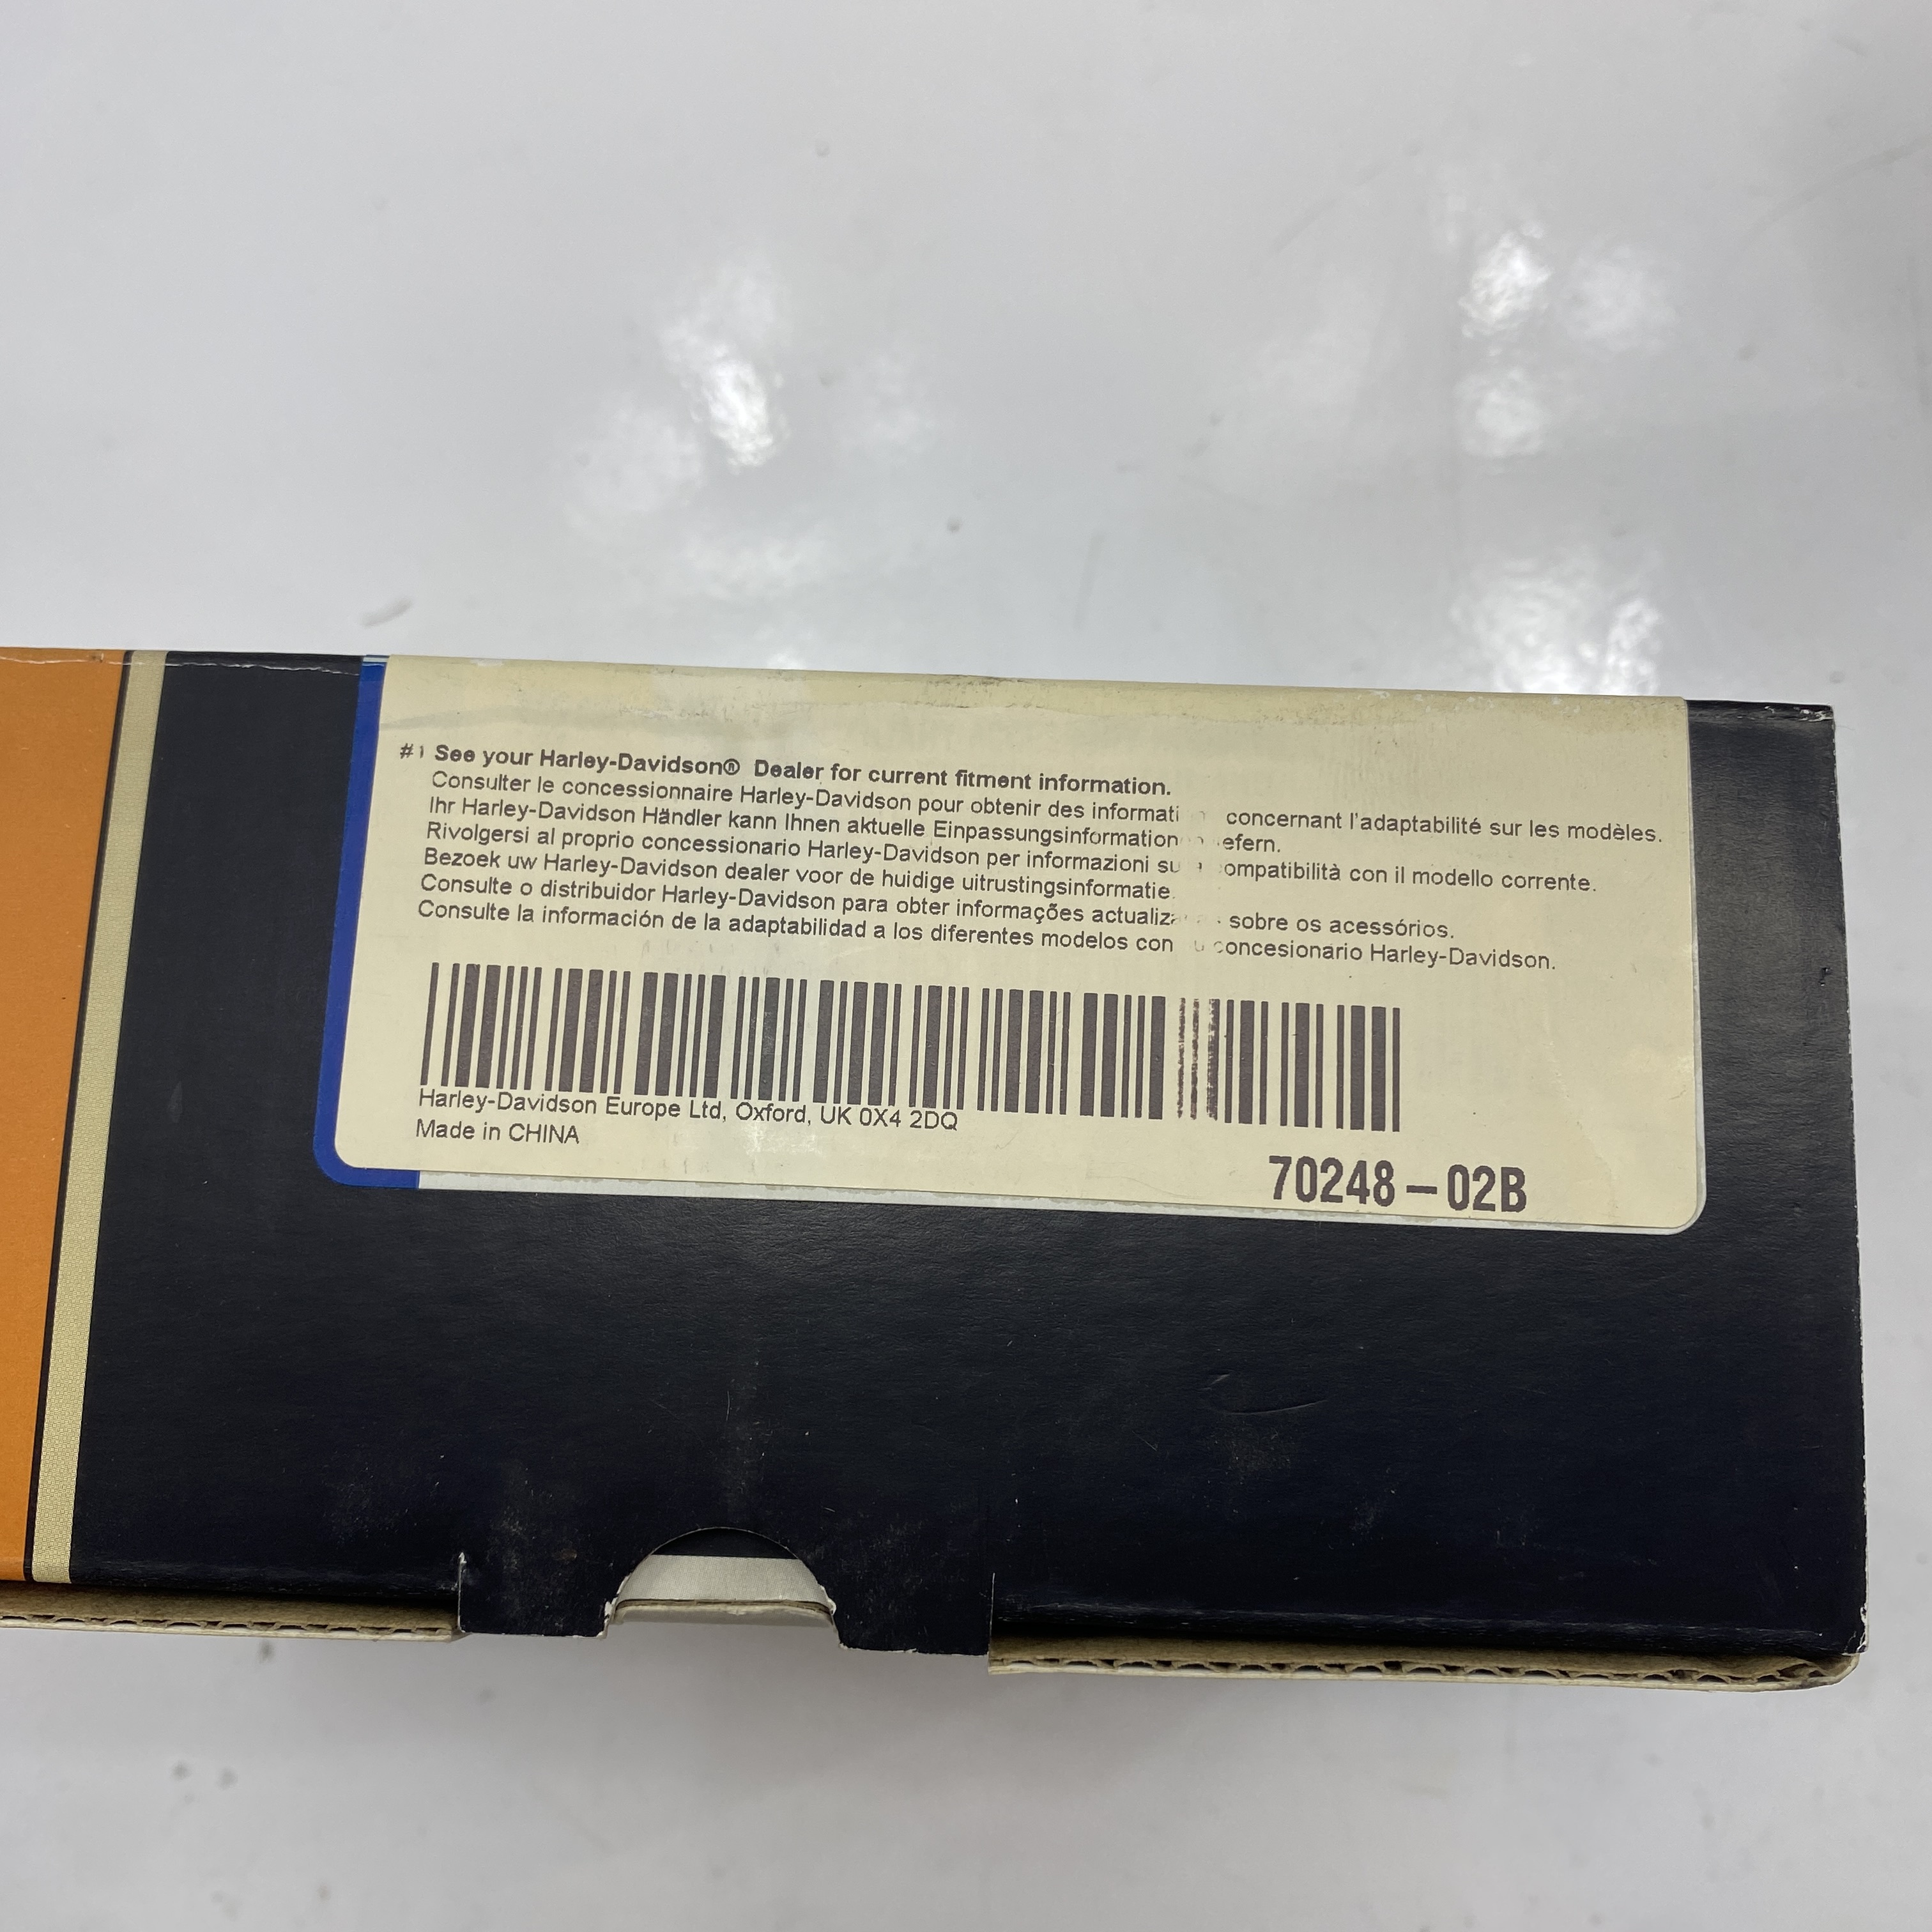 #1 See your Harley-Davidson® Dealer for current fitment information.
Consulter le concessionnaire Harley-Davidson pour obtenir des concernant l'adaptabilité sur les modèles.
Ihr Harley-Davidson Händler kann Ihnen aktuelle
Rivolgersi al proprio concessionario Harley-Davidson per informazioni con il modello corrente.
Bezoek uw Harley-Davidson dealer voor de huidige uitrustingsinformatie.
Consulte o distribuidor Harley-Davidson para obter informações sobre os acessórios.
Consulte la información de la adaptabilidad a los diferentes modelos con Harley-Davidson.
Harley-Davidson Europe Ltd, Oxford, UK 0X4 2DQ
Made in CHINA
70248-02B